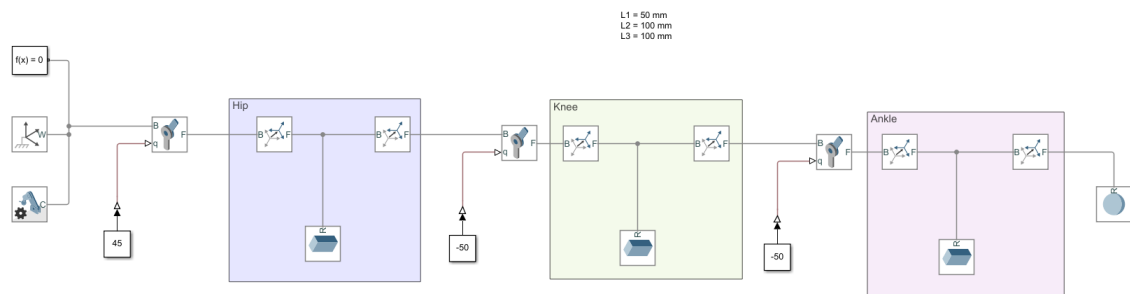 L1 = 50 mm
L2 = 100 mm
L3 = 100 mm
f(x) = 0
Hip
Knee
Ankle
B
F
q
B
F
B
F
B
F
q
B
F
B
F
B
F
q
B
F
B
F
W
C
R
R
R
R
45
-50
-50